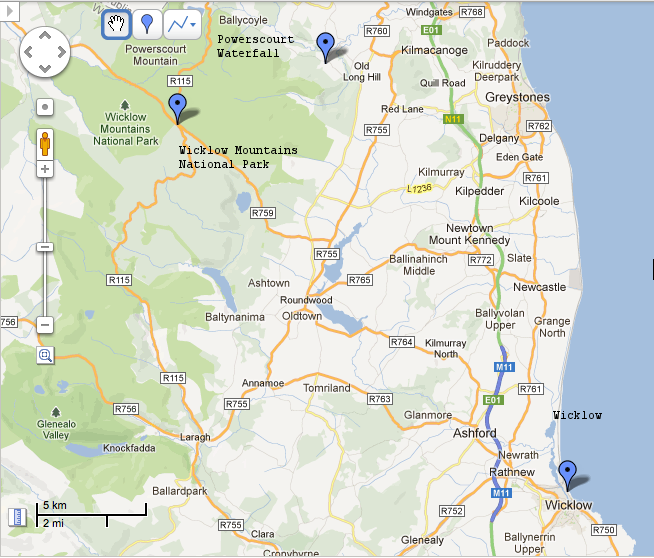 Windgates
R768
Ballycoyle
R760
E01
Powerscourt
Waterfall
Paddock
Powerscourt
Mountain
Kilmacanoge
Old
Long Hill
Kilruddery
Deerpark
R115
Quill Road
Greystones
Wicklow
Mountains
National Park
Red Lane
N11
R755
R762
Delgany
Wicklow Mountains
National Park
Eden Gate
Kilmurray
R761
L1236
Kilpedder
Kilcoole
R759
Newtown
Mount Kennedy
R755
Ballinahinch
Middle
R772
Slate
R115
Ashtown
R765
Newcastle
Roundwood
Baltynanima
Oldtown
Ballyvolan
Upper
Grange
North
756
R764
Kilmurray
North
M11
R115
Annamoe
Tomriland
R761
R755
R763
E01
R756
Glanmore
Wicklow
Glenealo
Valley
Laragh
Ashford
Knockfadda
Newrath
Rathnew
Ballardpark
M11
5 km
2 mi
Wicklow
R752
R755
R750
Clara
Glenealy
Ballynerrin
Upper
Cronybyrne